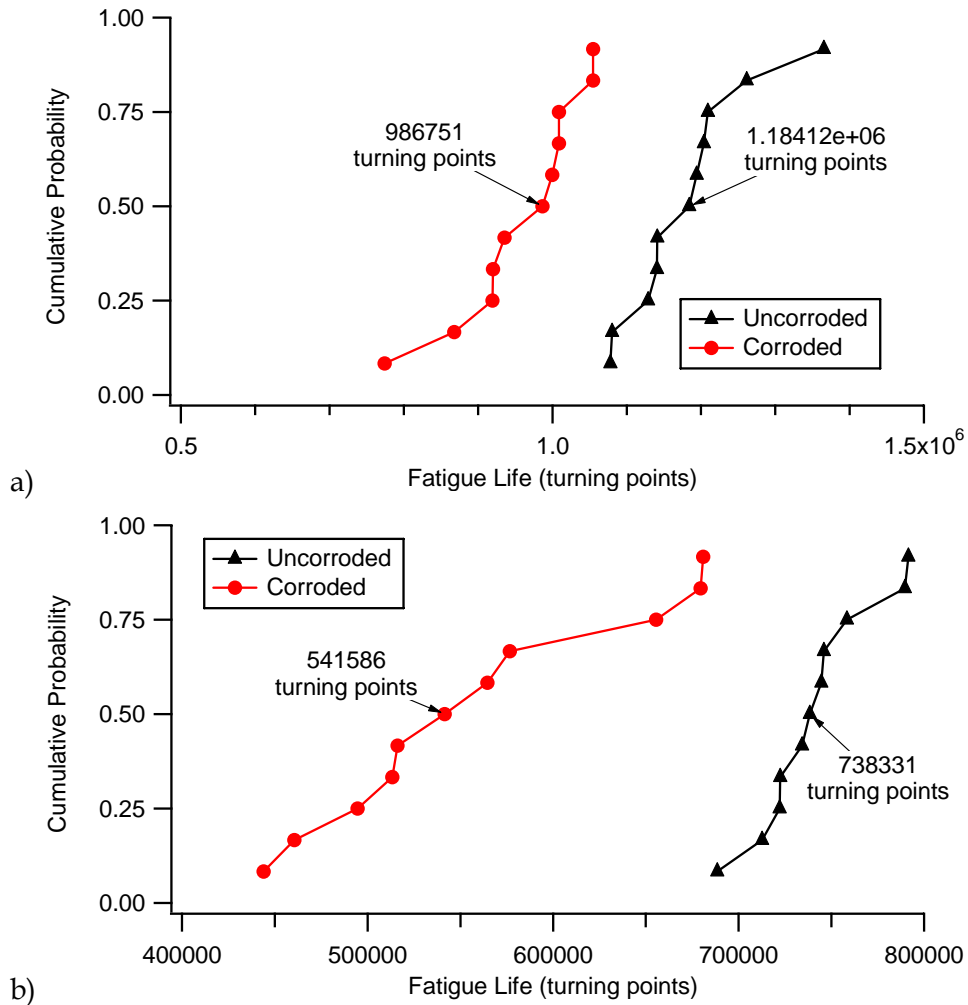 1.00
0.75
0.50
0.25
0.00
Cumulative Probability
986751
turning points
1.18412e+06
turning points
Uncorroded
Corroded
0.5
1.0
1.5x10⁶
Fatigue Life (turning points)
a)
1.00
0.75
0.50
0.25
0.00
Cumulative Probability
Uncorroded
Corroded
541586
turning points
738331
turning points
400000
500000
600000
700000
800000
Fatigue Life (turning points)
b)